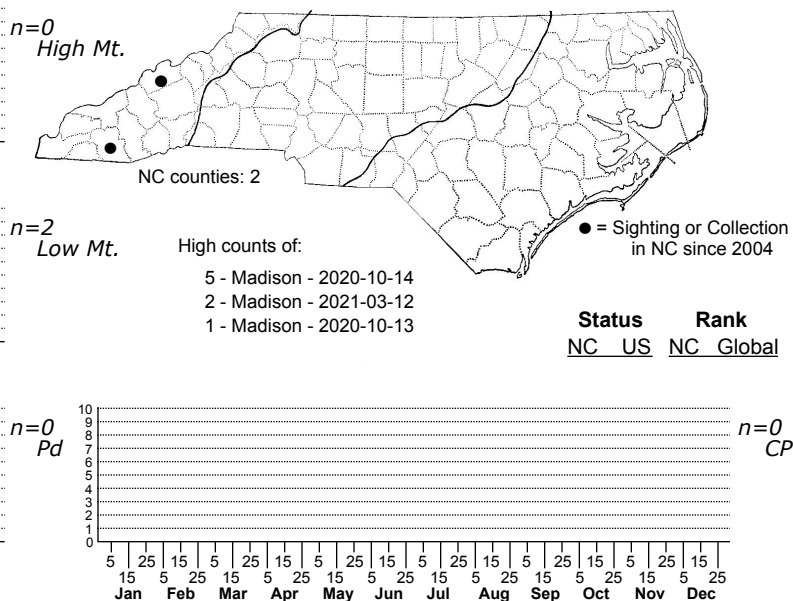 n=0
High Mt.
NC counties: 2
n=2
Low Mt.
High counts of:
5 - Madison - 2020-10-14
2 - Madison - 2021-03-12
1 - Madison - 2020-10-13
● = Sighting or Collection
in NC since 2004
Status Rank
NC US NC Global
n=0
Pd
10
9
8
7
6
5
4
3
2
1
0
n=0
CP
5 25 15 5 25 15 5 25 15 5 25 15 5 25 15 5 25 15
15 5 25 15 5 25 15 5 25 15 5 25 15 5 25 15 5 25
Jan Feb Mar Apr May Jun Jul Aug Sep Oct Nov Dec